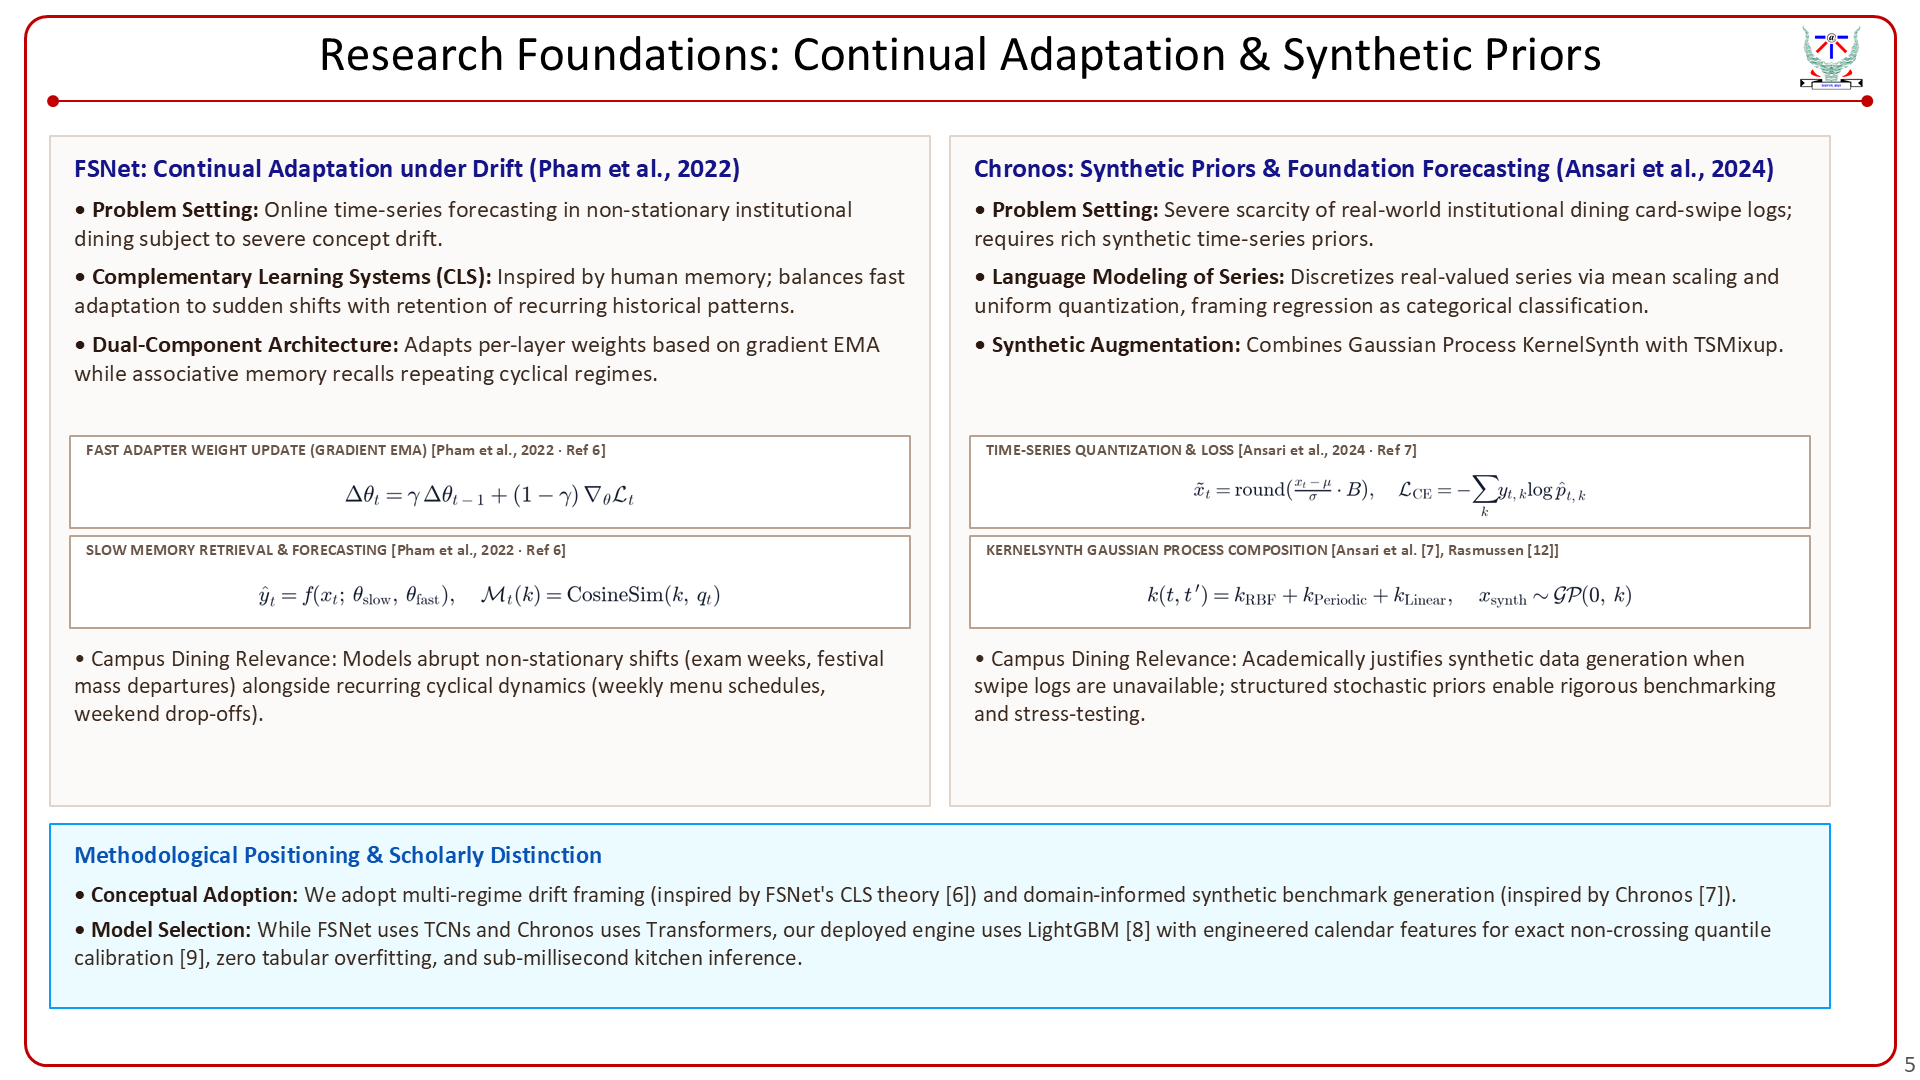 Research Foundations: Continual Adaptation & Synthetic Priors
FSNet: Continual Adaptation under Drift (Pham et al., 2022)
• Problem Setting: Online time-series forecasting in non-stationary institutional
dining subject to severe concept drift.
• Complementary Learning Systems (CLS): Inspired by human memory; balances fast
adaptation to sudden shifts with retention of recurring historical patterns.
• Dual-Component Architecture: Adapts per-layer weights based on gradient EMA
while associative memory recalls repeating cyclical regimes.
FAST ADAPTER WEIGHT UPDATE (GRADIENT EMA) [Pham et al., 2022 · Ref 6]
Δθ_t = γ Δθ_{t−1} + (1 − γ) ∇_θ ℒ_t
SLOW MEMORY RETRIEVAL & FORECASTING [Pham et al., 2022 · Ref 6]
ŷ_t = f(x_t; θ_slow, θ_fast), ℳ_t(k) = CosineSim(k, q_t)
• Campus Dining Relevance: Models abrupt non-stationary shifts (exam weeks, festival
mass departures) alongside recurring cyclical dynamics (weekly menu schedules,
weekend drop-offs).
Chronos: Synthetic Priors & Foundation Forecasting (Ansari et al., 2024)
• Problem Setting: Severe scarcity of real-world institutional dining card-swipe logs;
requires rich synthetic time-series priors.
• Language Modeling of Series: Discretizes real-valued series via mean scaling and
uniform quantization, framing regression as categorical classification.
• Synthetic Augmentation: Combines Gaussian Process KernelSynth with TSMixup.
TIME-SERIES QUANTIZATION & LOSS [Ansari et al., 2024 · Ref 7]
x̃_t = round((x_t − μ)/σ · B), ℒ_CE = −∑_k y_{t,k} log p̂_{t,k}
KERNELSYNTH GAUSSIAN PROCESS COMPOSITION [Ansari et al. [7], Rasmussen [12]]
k(t, t′) = k_RBF + k_Periodic + k_Linear, x_synth ∼ 𝒢𝒫(0, k)
• Campus Dining Relevance: Academically justifies synthetic data generation when
swipe logs are unavailable; structured stochastic priors enable rigorous benchmarking
and stress-testing.
Methodological Positioning & Scholarly Distinction
• Conceptual Adoption: We adopt multi-regime drift framing (inspired by FSNet's CLS theory [6]) and domain-informed synthetic benchmark generation (inspired by Chronos [7]).
• Model Selection: While FSNet uses TCNs and Chronos uses Transformers, our deployed engine uses LightGBM [8] with engineered calendar features for exact non-crossing quantile
calibration [9], zero tabular overfitting, and sub-millisecond kitchen inference.
5